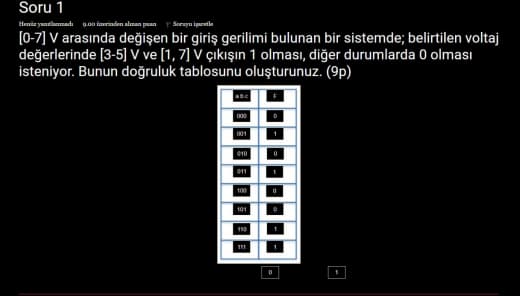 Soru 1
Henüz yanıtlanmadı 9.00 üzerinden alınan puan Soruyu işaretle
[0-7] V arasında değişen bir giriş gerilimi bulunan bir sistemde; belirtilen voltaj
değerlerinde [3-5] V ve [1, 7] V çıkışın 1 olması, diğer durumlarda 0 olması
isteniyor. Bunun doğruluk tablosunu oluşturunuz. (9p)
a b c F
000 0
001 1
010 0
011 1
100 0
101 0
110 1
111 1
0 1